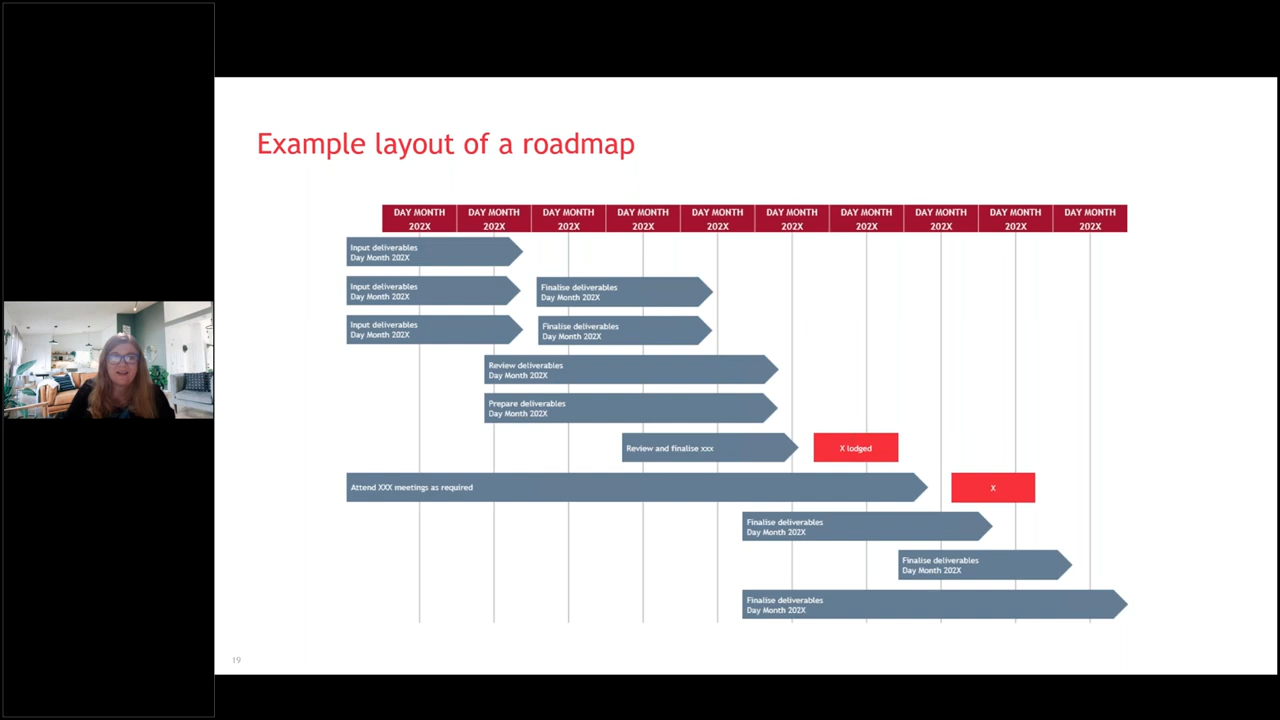 Example layout of a roadmap
DAY MONTH DAY MONTH DAY MONTH DAY MONTH DAY MONTH DAY MONTH DAY MONTH DAY MONTH DAY MONTH DAY MONTH
202X 202X 202X 202X 202X 202X 202X 202X 202X 202X
Input deliverables
Day Month 202X
Input deliverables
Day Month 202X
Finalise deliverables
Day Month 202X
Input deliverables
Day Month 202X
Finalise deliverables
Day Month 202X
Review deliverables
Day Month 202X
Prepare deliverables
Day Month 202X
Review and finalise xxx
X lodged
Attend XXX meetings as required
X
Finalise deliverables
Day Month 202X
Finalise deliverables
Day Month 202X
Finalise deliverables
Day Month 202X
19